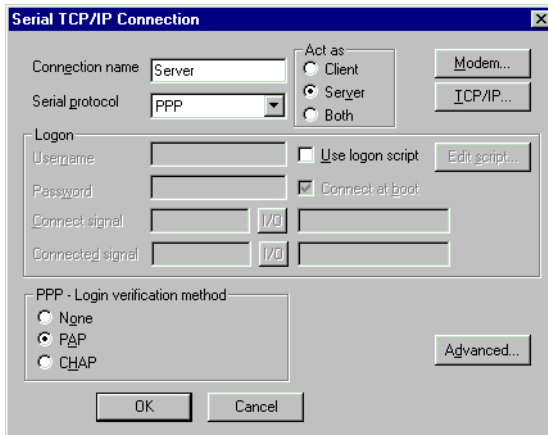 Serial TCP/IP Connection
Connection name Server
Serial protocol PPP
Act as
Client
Server
Both
Modem...
TCP/IP...
Logon
Username
Use logon script
Edit script...
Password
Connect at boot
Connect signal I/O
Connected signal I/O
PPP - Login verification method
None
PAP
CHAP
Advanced...
OK Cancel